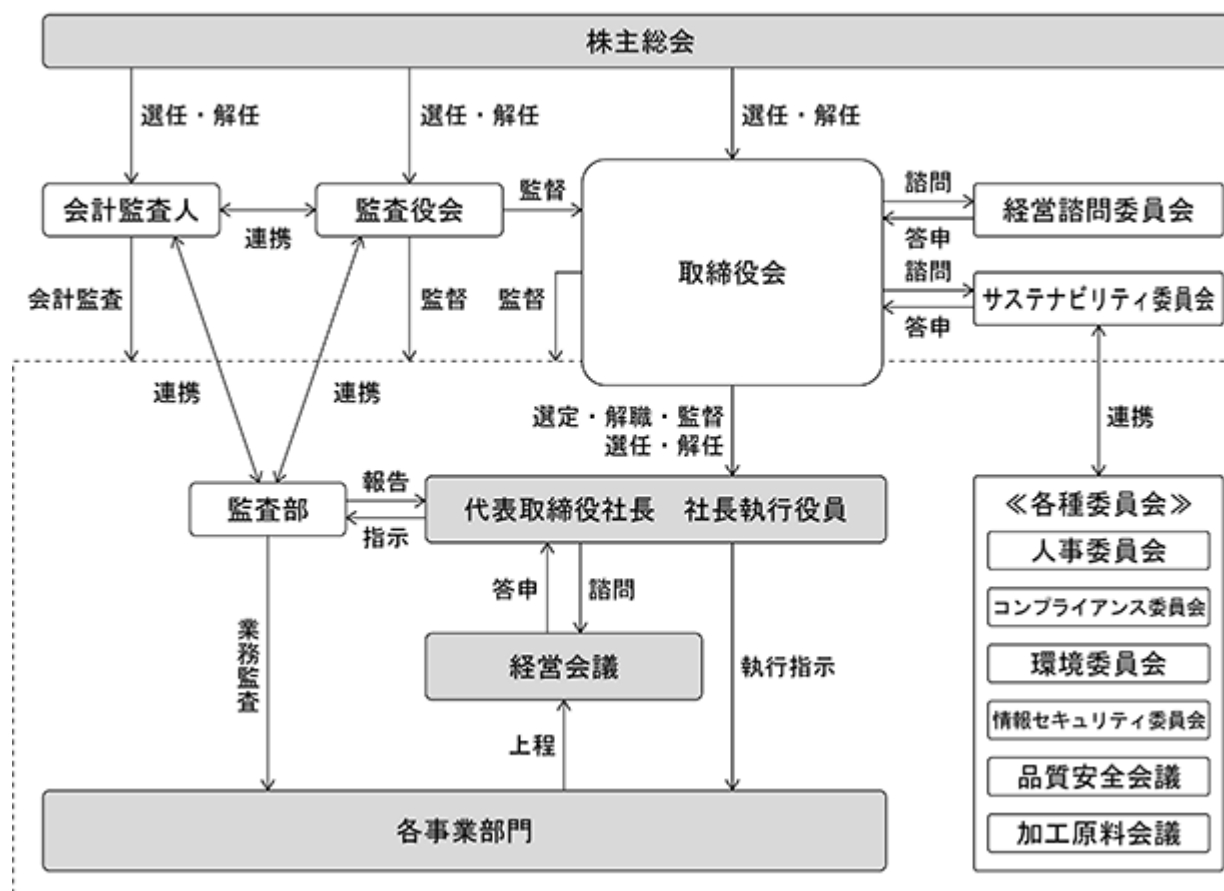 株主総会
選任・解任
選任・解任
選任・解任
会計監査人
連携
監査役会
監督
取締役会
諮問
答申
経営諮問委員会
諮問
答申
サステナビリティ委員会
会計監査
監督
監督
連携
連携
選定・解職・監督
選任・解任
連携
監査部
報告
指示
代表取締役社長　社長執行役員
答申
諮問
経営会議
業務監査
執行指示
上程
各事業部門
≪各種委員会≫
人事委員会
コンプライアンス委員会
環境委員会
情報セキュリティ委員会
品質安全会議
加工原料会議